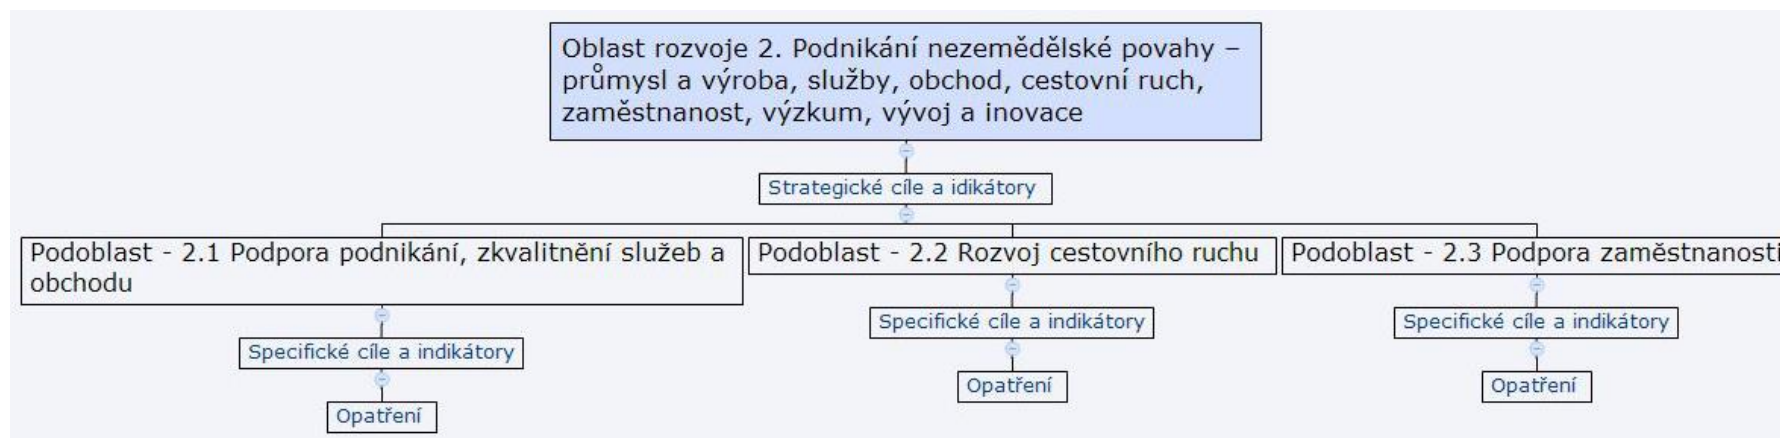 Oblast rozvoje 2. Podnikání nezemědělské povahy –
průmysl a výroba, služby, obchod, cestovní ruch,
zaměstnanost, výzkum, vývoj a inovace
Strategické cíle a idikátory
Podoblast - 2.1 Podpora podnikání, zkvalitnění služeb a
obchodu
Specifické cíle a indikátory
Opatření
Podoblast - 2.2 Rozvoj cestovního ruchu
Specifické cíle a indikátory
Opatření
Podoblast - 2.3 Podpora zaměstnanosti
Specifické cíle a indikátory
Opatření